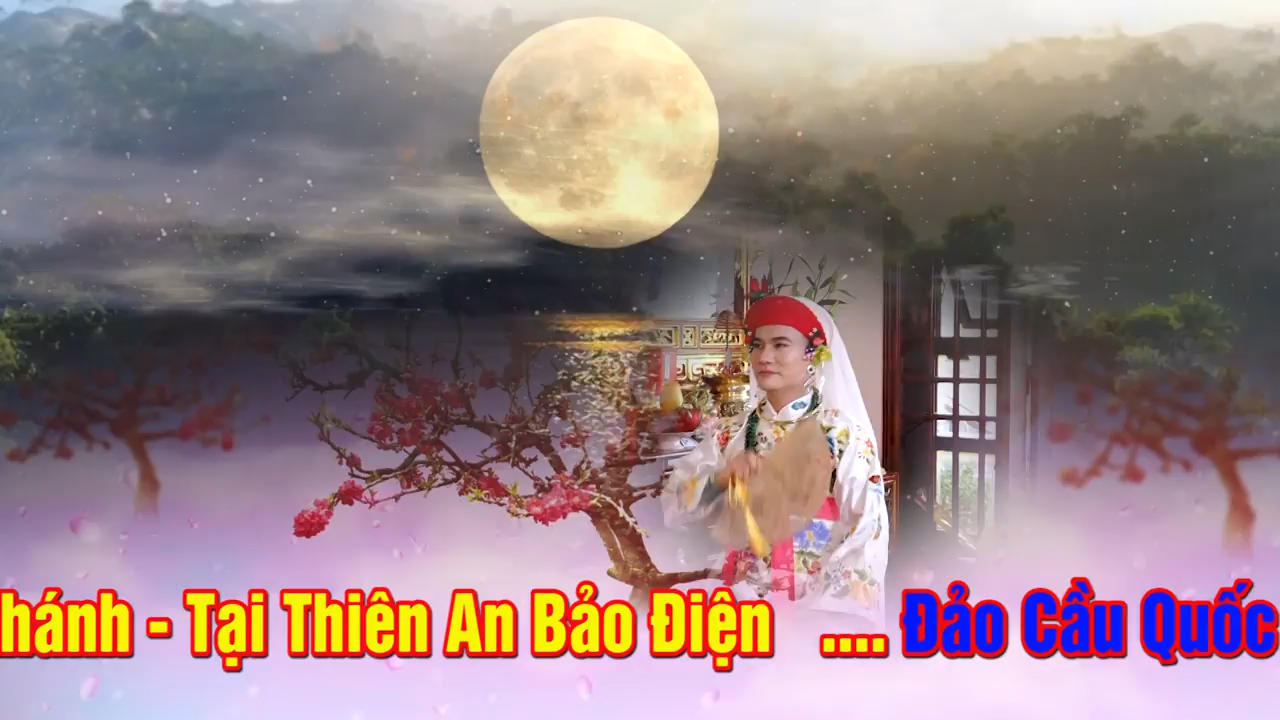 hánh - Tại Thiên An Bảo Điện .... Đảo Cầu Quốc